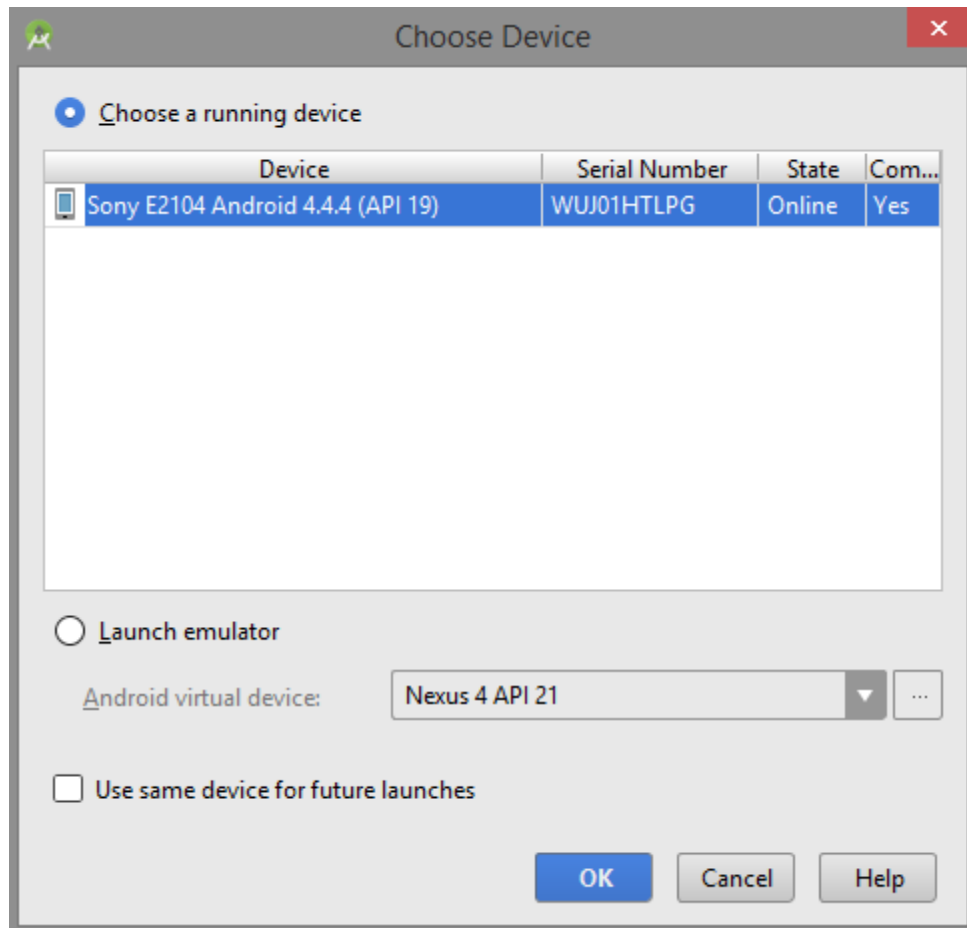 Choose Device
Choose a running device
Device Serial Number State Com...
Sony E2104 Android 4.4.4 (API 19) WUJ01HTLPG Online Yes
Launch emulator
Android virtual device: Nexus 4 API 21 ...
Use same device for future launches
OK Cancel Help